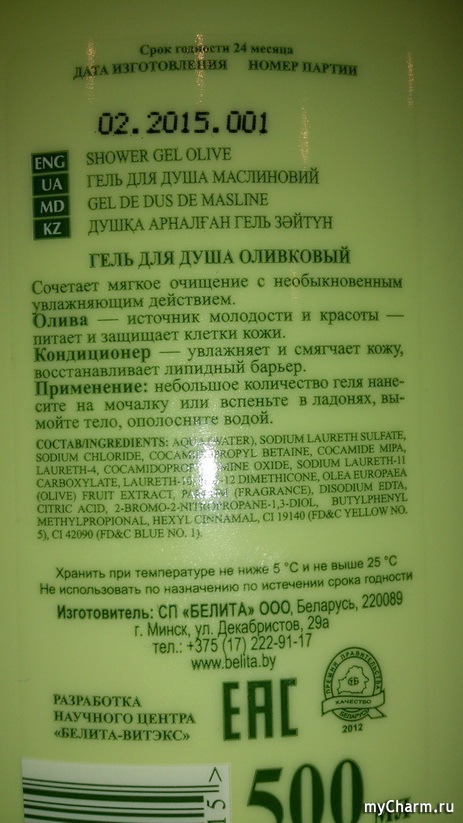 Срок годности 24 месяца
ДАТА ИЗГОТОВЛЕНИЯ НОМЕР ПАРТИИ
02.2015.001
ENG SHOWER GEL OLIVE
UA ГЕЛЬ ДЛЯ ДУША МАСЛИНОВИЙ
MD GEL DE DUS DE MASLINE
KZ ДУШҚА АРНАЛҒАН ГЕЛЬ ЗӘЙТҮН
ГЕЛЬ ДЛЯ ДУША ОЛИВКОВЫЙ
Сочетает мягкое очищение с необыкновенным
увлажняющим действием.
Олива — источник молодости и красоты —
питает и защищает клетки кожи.
Кондиционер — увлажняет и смягчает кожу,
восстанавливает липидный барьер.
Применение: небольшое количество геля нане-
сите на мочалку или вспеньте в ладонях, вы-
мойте тело, ополосните водой.
СОСТАВ/INGREDIENTS: AQUA (WATER), SODIUM LAURETH SULFATE,
SODIUM CHLORIDE, BETAINE, COCAMIDE MIPA,
LAURETH-4, OXIDE, SODIUM LAURETH-11
CARBOXYLATE, DIMETHICONE, OLEA EUROPAEA
(OLIVE) FRUIT EXTRACT, (FRAGRANCE), DISODIUM EDTA,
CITRIC ACID, 2-BROMO-2-NITROPROPANE-1,3-DIOL, BUTYLPHENYL
METHYLPROPIONAL, HEXYL CINNAMAL, CI 19140 (FD&C YELLOW NO.
5), CI 42090 (FD&C BLUE NO. 1).
Хранить при температуре не ниже 5 °C и не выше 25 °C
Не использовать по назначению по истечении срока годности
Изготовитель: СП «БЕЛИТА» ООО, Беларусь, 220089
г. Минск, ул. Декабристов, 29а
тел.: +375 (17) 222-91-17
www.belita.by
РАЗРАБОТКА
НАУЧНОГО ЦЕНТРА
«БЕЛИТА-ВИТЭКС»
EAC
ПРЕМИЯ ПРАВИТЕЛЬСТВА
КАЧЕСТВО
БЕЛАРУСЬ
2012
15 >
500 мл
myCharm.ru